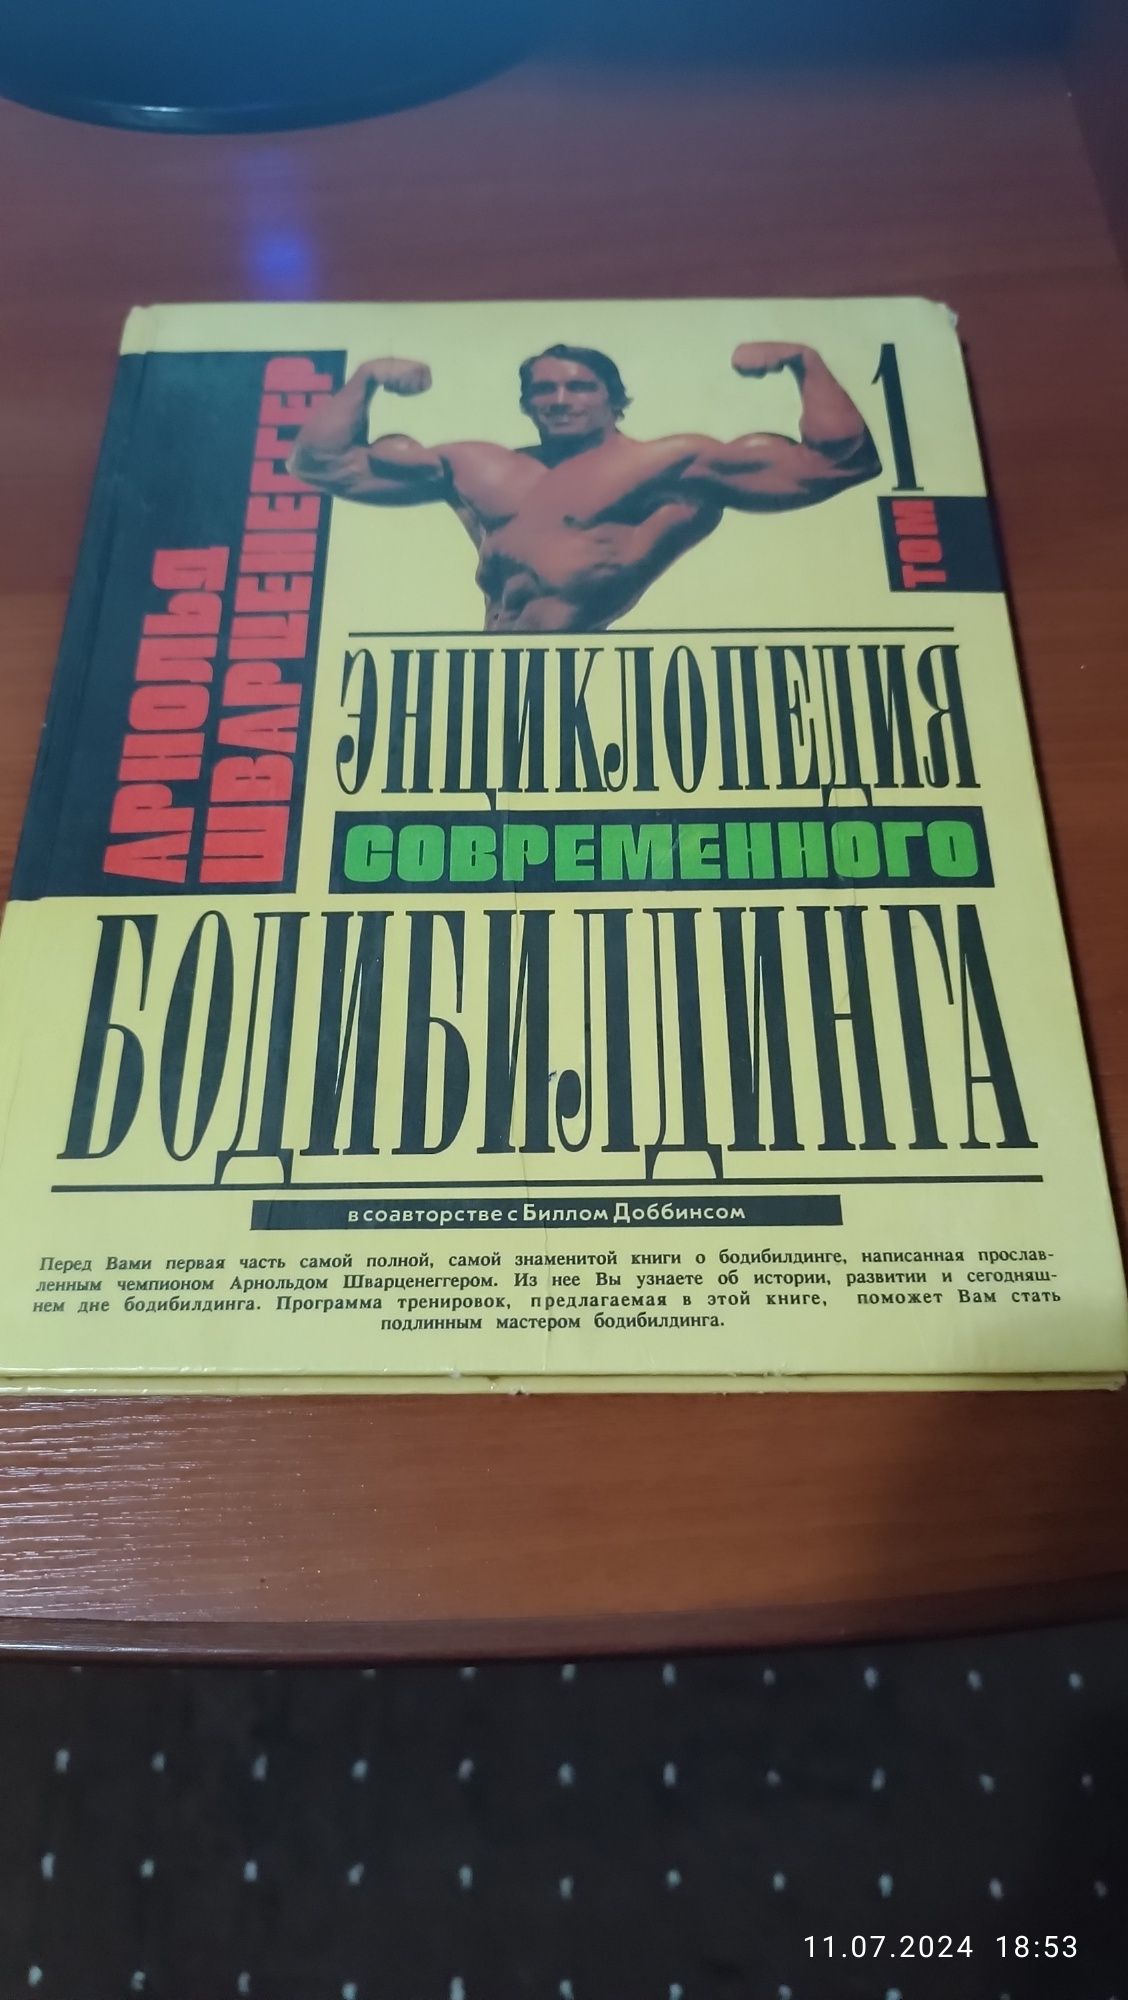 АРНОЛЬД
ШВАРЦЕНЕГГЕР
1
ТОМ
ЭНЦИКЛОПЕДИЯ
СОВРЕМЕННОГО
БОДИБИЛДИНГА
в соавторстве с Биллом Доббинсом
Перед Вами первая часть самой полной, самой знаменитой книги о бодибилдинге, написанная прослав-
ленным чемпионом Арнольдом Шварценеггером. Из нее Вы узнаете об истории, развитии и сегодняш-
нем дне бодибилдинга. Программа тренировок, предлагаемая в этой книге, поможет Вам стать
подлинным мастером бодибилдинга.
11.07.2024 18:53